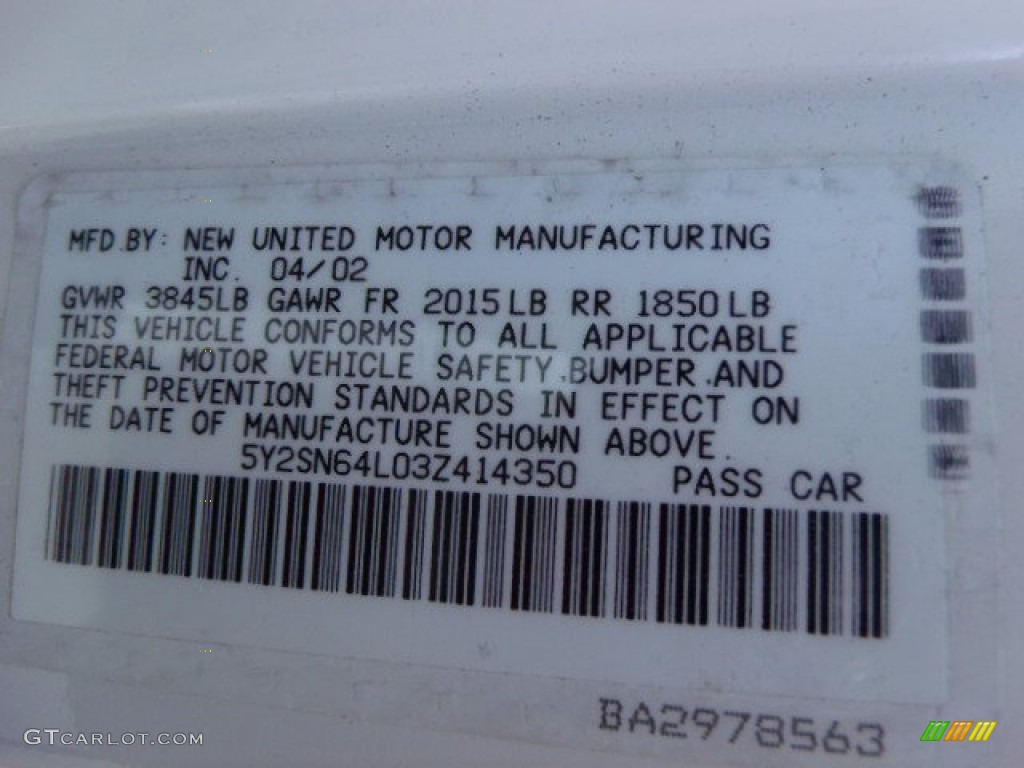 MFD.BY: NEW UNITED MOTOR MANUFACTURING
INC. 04/02
GVWR 3845LB GAWR FR 2015LB RR 1850LB
THIS VEHICLE CONFORMS TO ALL APPLICABLE
FEDERAL MOTOR VEHICLE SAFETY,BUMPER,AND
THEFT PREVENTION STANDARDS IN EFFECT ON
THE DATE OF MANUFACTURE SHOWN ABOVE.
5Y2SN64L03Z414350 PASS CAR
BA2978563
GTCARLOT.COM